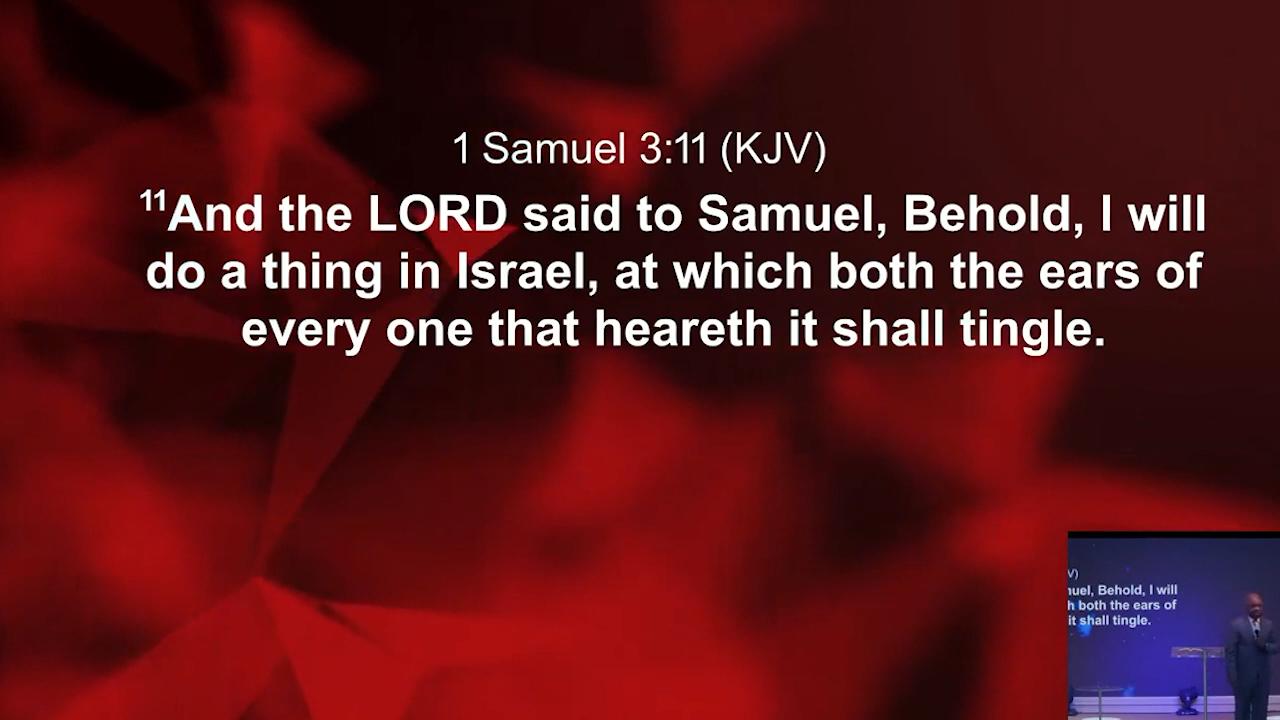 1 Samuel 3:11 (KJV)
11And the LORD said to Samuel, Behold, I will
do a thing in Israel, at which both the ears of
every one that heareth it shall tingle.
V)
nuel, Behold, I will
h both the ears of
it shall tingle.